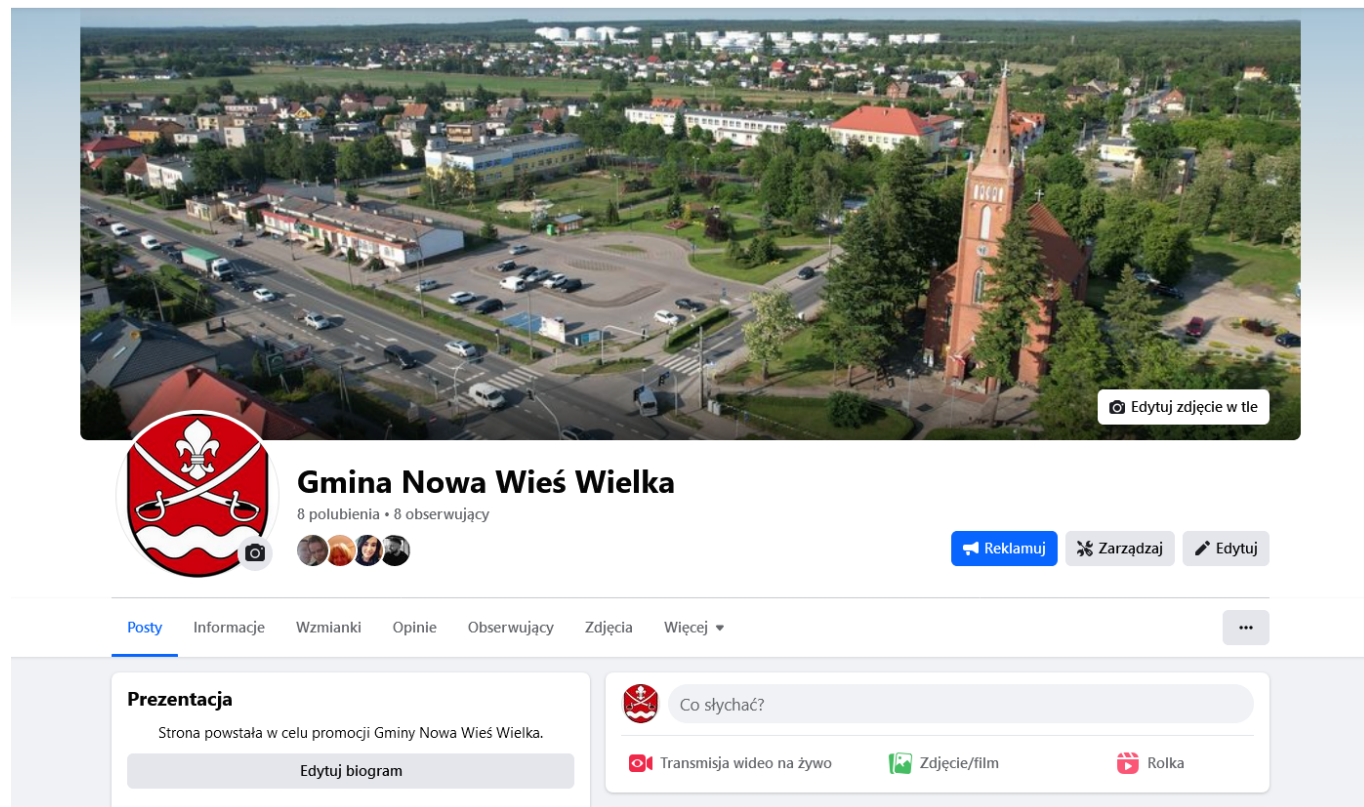 Edytuj zdjęcie w tle
Gmina Nowa Wieś Wielka
8 polubienia • 8 obserwujący
Reklamuj
Zarządzaj
Edytuj
Posty
Informacje
Wzmianki
Opinie
Obserwujący
Zdjęcia
Więcej
Prezentacja
Strona powstała w celu promocji Gminy Nowa Wieś Wielka.
Edytuj biogram
Co słychać?
Transmisja wideo na żywo
Zdjęcie/film
Rolka